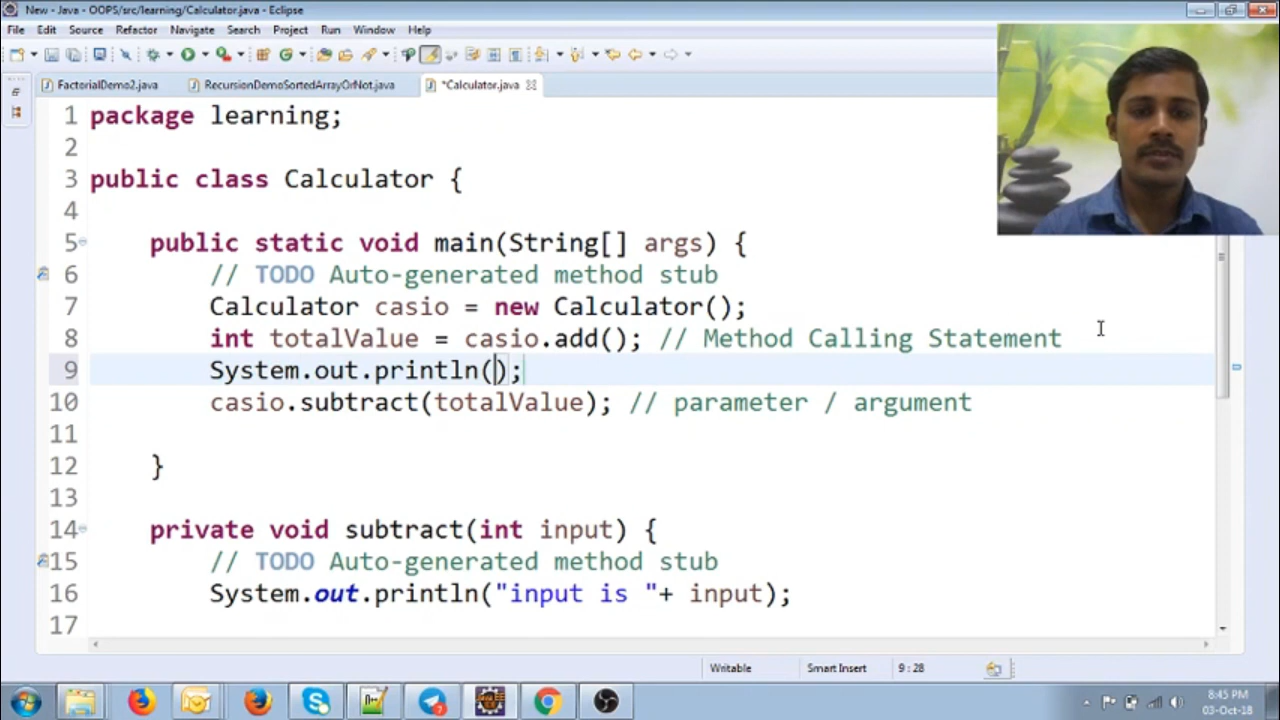 New - Java - OOPS/src/learning/Calculator.java - Eclipse
File Edit Source Refactor Navigate Search Project Run Window Help
FactorialDemo2.java RecursionDemoSortedArrayOrNot.java *Calculator.java
1 package learning;
2
3 public class Calculator {
4
5 public static void main(String[] args) {
6 // TODO Auto-generated method stub
7 Calculator casio = new Calculator();
8 int totalValue = casio.add(); // Method Calling Statement
9 System.out.println();
10 casio.subtract(totalValue); // parameter / argument
11
12 }
13
14 private void subtract(int input) {
15 // TODO Auto-generated method stub
16 System.out.println("input is "+ input);
17
Writable Smart Insert 9 : 28
8:45 PM
03-Oct-18